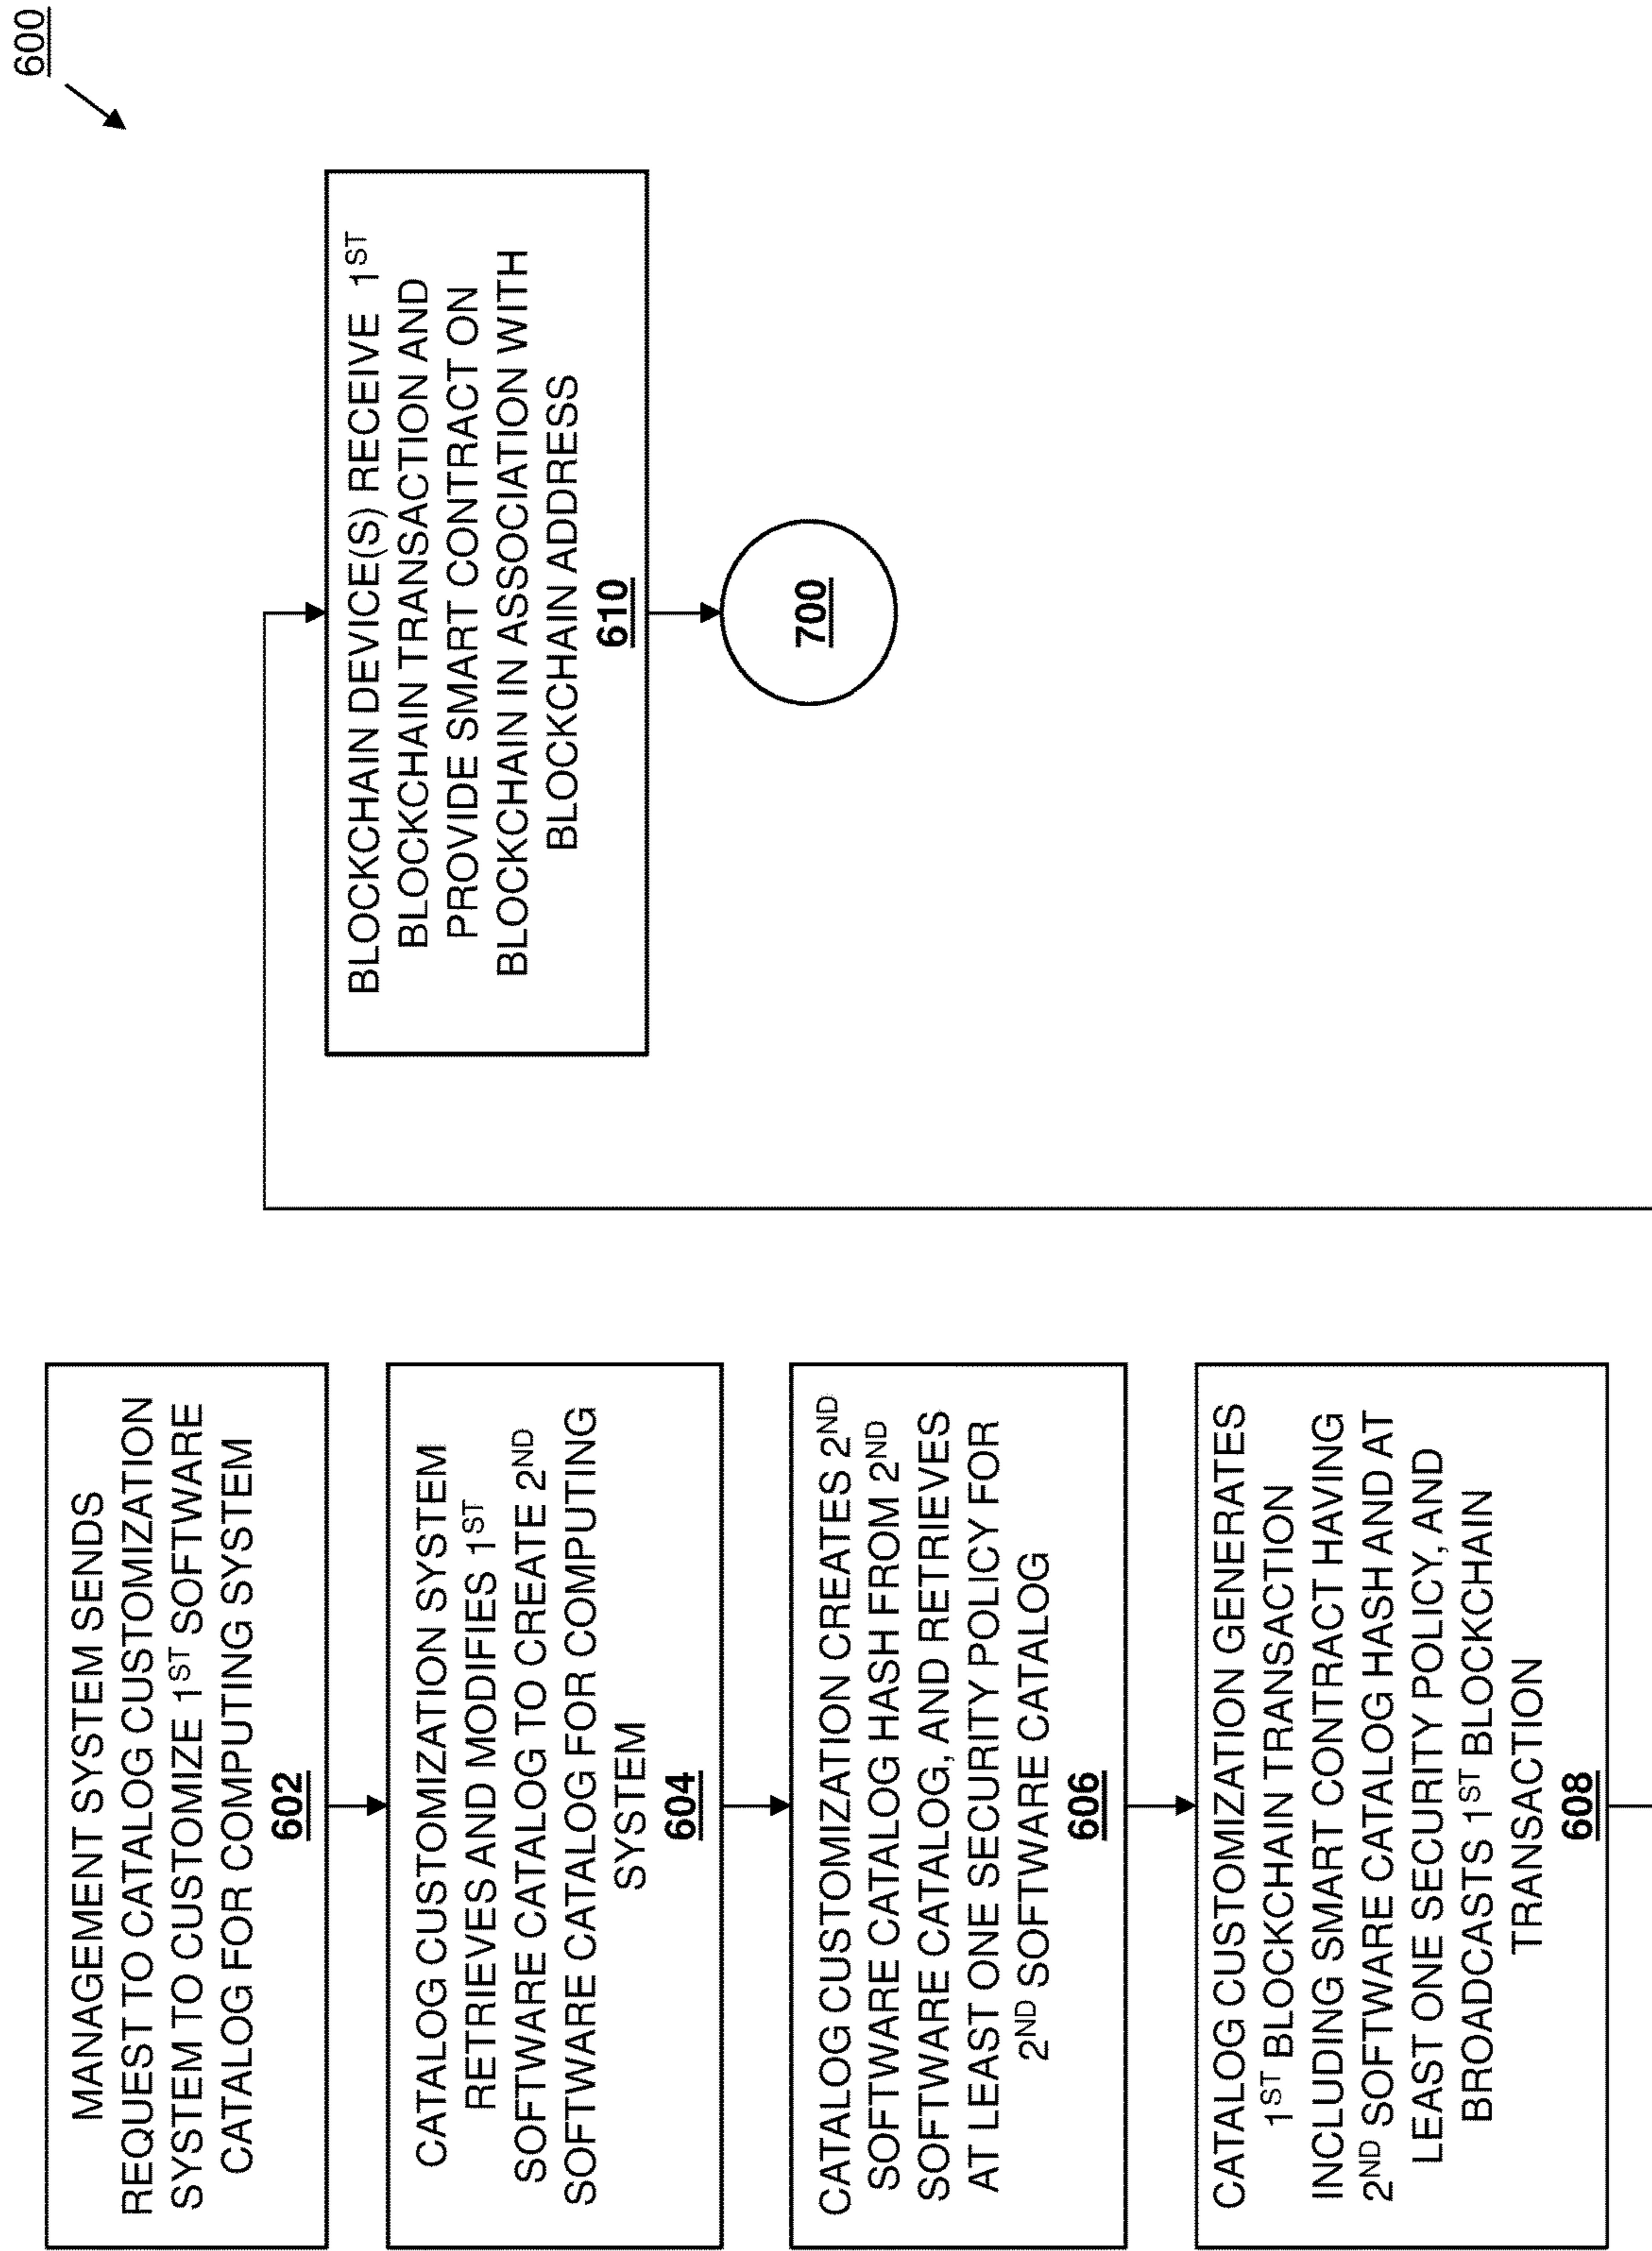 600
MANAGEMENT SYSTEM SENDS
REQUEST TO CATALOG CUSTOMIZATION
SYSTEM TO CUSTOMIZE 1ST SOFTWARE
CATALOG FOR COMPUTING SYSTEM
602
CATALOG CUSTOMIZATION SYSTEM
RETRIEVES AND MODIFIES 1ST
SOFTWARE CATALOG TO CREATE 2ND
SOFTWARE CATALOG FOR COMPUTING
SYSTEM
604
CATALOG CUSTOMIZATION CREATES 2ND
SOFTWARE CATALOG HASH FROM 2ND
SOFTWARE CATALOG, AND RETRIEVES
AT LEAST ONE SECURITY POLICY FOR
2ND SOFTWARE CATALOG
606
CATALOG CUSTOMIZATION GENERATES
1ST BLOCKCHAIN TRANSACTION
INCLUDING SMART CONTRACT HAVING
2ND SOFTWARE CATALOG HASH AND AT
LEAST ONE SECURITY POLICY, AND
BROADCASTS 1ST BLOCKCHAIN
TRANSACTION
608
BLOCKCHAIN DEVICE(S) RECEIVE 1ST
BLOCKCHAIN TRANSACTION AND
PROVIDE SMART CONTRACT ON
BLOCKCHAIN IN ASSOCIATION WITH
BLOCKCHAIN ADDRESS
610
700